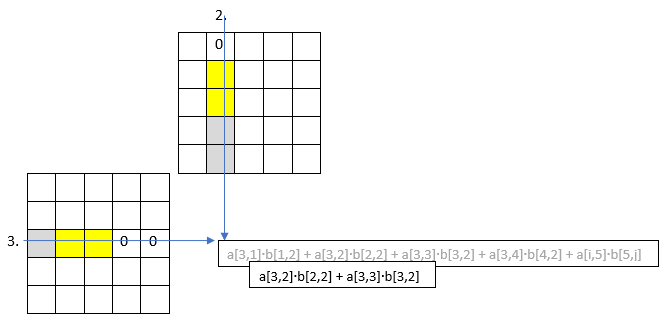 2.
0
3.
0 0
a[3,1]·b[1,2] + a[3,2]·b[2,2] + a[3,3]·b[3,2] + a[3,4]·b[4,2] + a[i,5]·b[5,j]
a[3,2]·b[2,2] + a[3,3]·b[3,2]